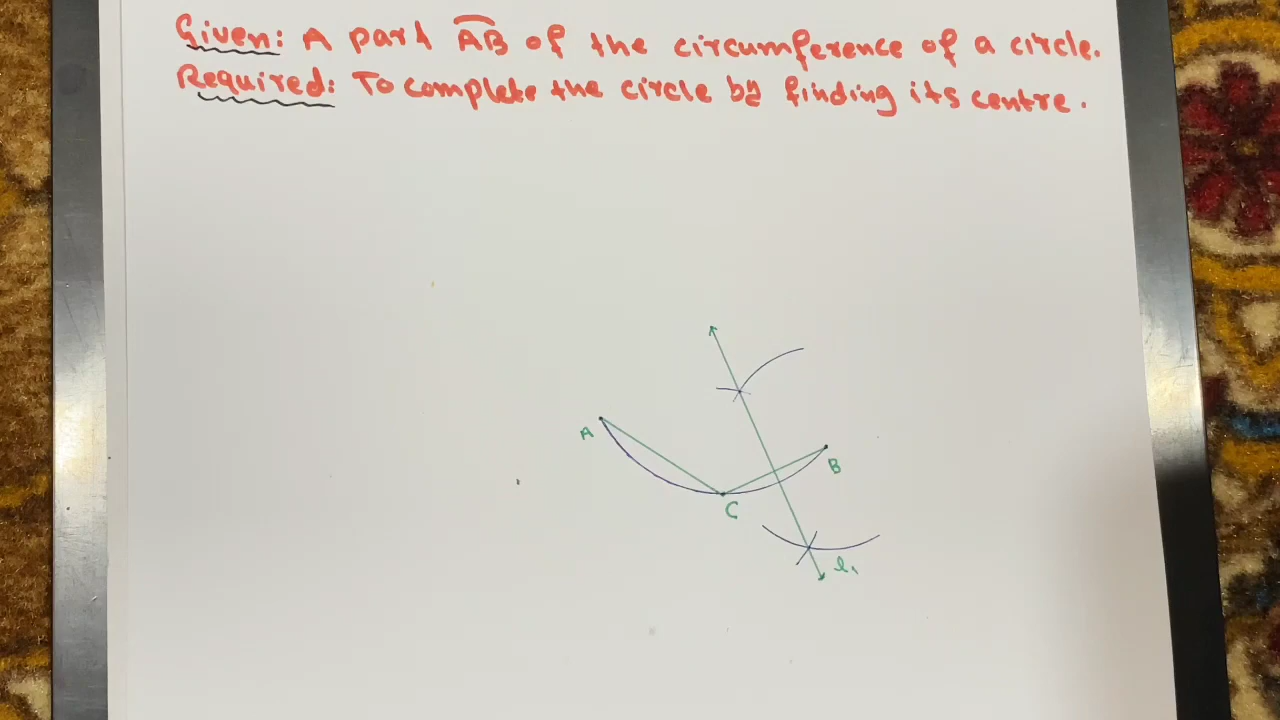 Given: A part AB of the circumference of a circle.
Required: To complete the circle by finding its centre.
A
B
C
l₁